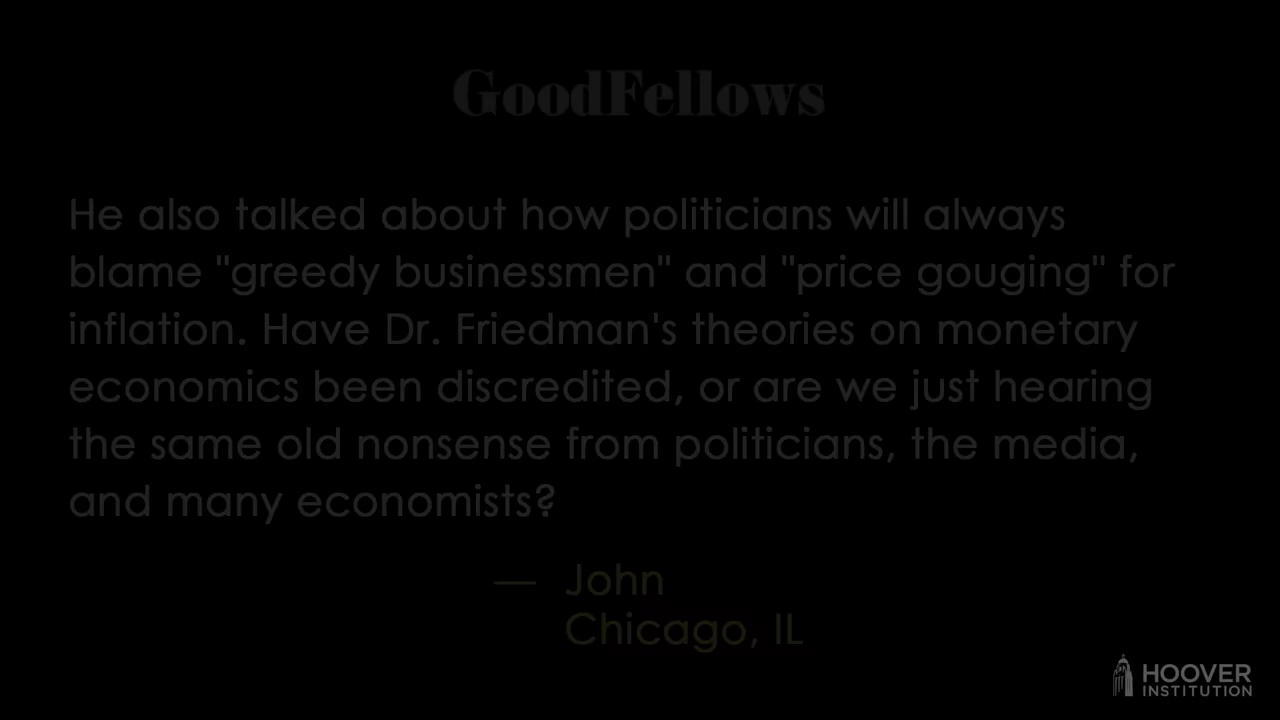 GoodFellows
He also talked about how politicians will always
blame "greedy businessmen" and "price gouging" for
inflation. Have Dr. Friedman's theories on monetary
economics been discredited, or are we just hearing
the same old nonsense from politicians, the media,
and many economists?
— John
Chicago, IL
HOOVER
INSTITUTION